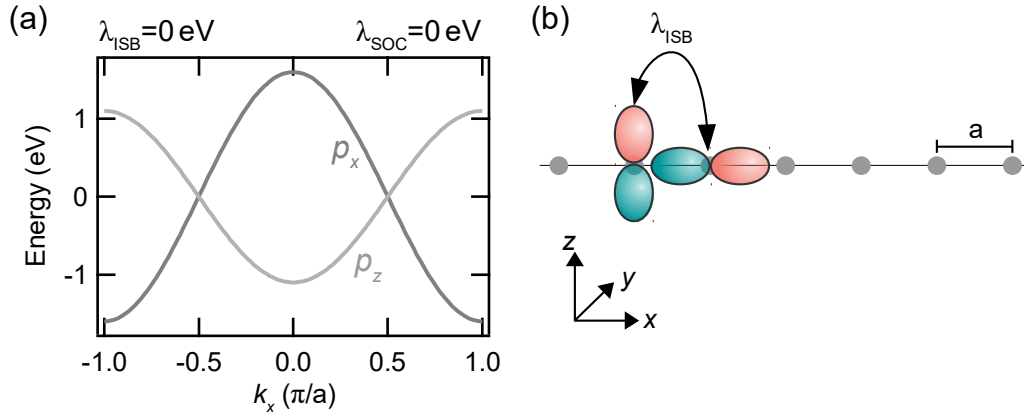 (a)
λISB=0 eV
λSOC=0 eV
Energy (eV)
1
0
-1
px
pz
-1.0
-0.5
0.0
0.5
1.0
kx (π/a)
(b)
λISB
a
z
y
x